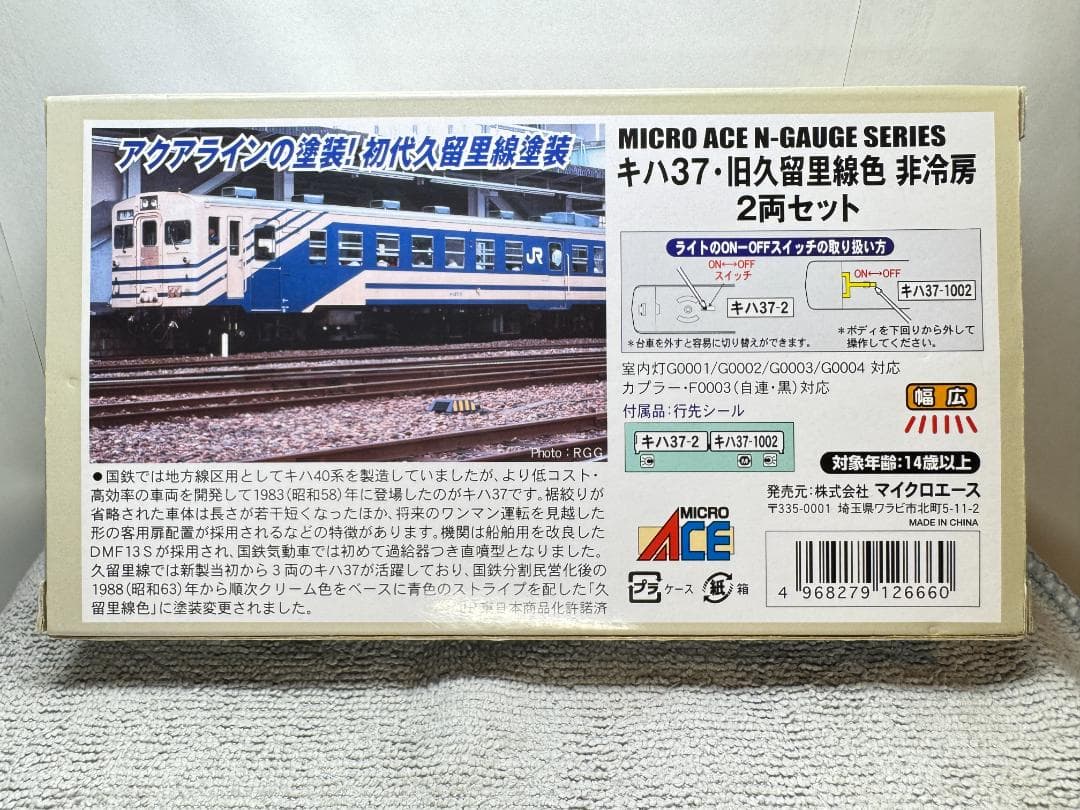 アクアラインの塗装! 初代久留里線塗装
JR
Photo : RGG
●国鉄では地方線区用としてキハ40系を製造していましたが、より低コスト・
高効率の車両を開発して1983(昭和58)年に登場したのがキハ37です。裾絞りが
省略された車体は長さが若干短くなったほか、将来のワンマン運転を見越した
形の客用扉配置が採用されるなどの特徴があります。機関は船舶用を改良した
DMF13Sが採用され、国鉄気動車では初めて過給器つき直噴型となりました。
久留里線では新製当初から3両のキハ37が活躍しており、国鉄分割民営化後の
1988(昭和63)年から順次クリーム色をベースに青色のストライプを配した「久
留里線色」に塗装変更されました。
JR東日本商品化許諾済
MICRO ACE N-GAUGE SERIES
キハ37・旧久留里線色 非冷房
2両セット
ライトのON-OFFスイッチの取り扱い方
ON↔OFF
スイッチ
キハ37-2
*台車を外すと容易に切り替えができます。
ON↔OFF
キハ37-1002
*ボディを下回りから外して
操作してください。
室内灯G0001/G0002/G0003/G0004 対応
カプラー・F0003(自連・黒)対応
付属品:行先シール
キハ37-2 キハ37-1002
M
幅広
対象年齢:14歳以上
発売元:株式会社 マイクロエース
〒335-0001 埼玉県ワラビ市北町5-11-2
MADE IN CHINA
MICRO
ACE
プラ ケース 紙 箱
4 968279 126660